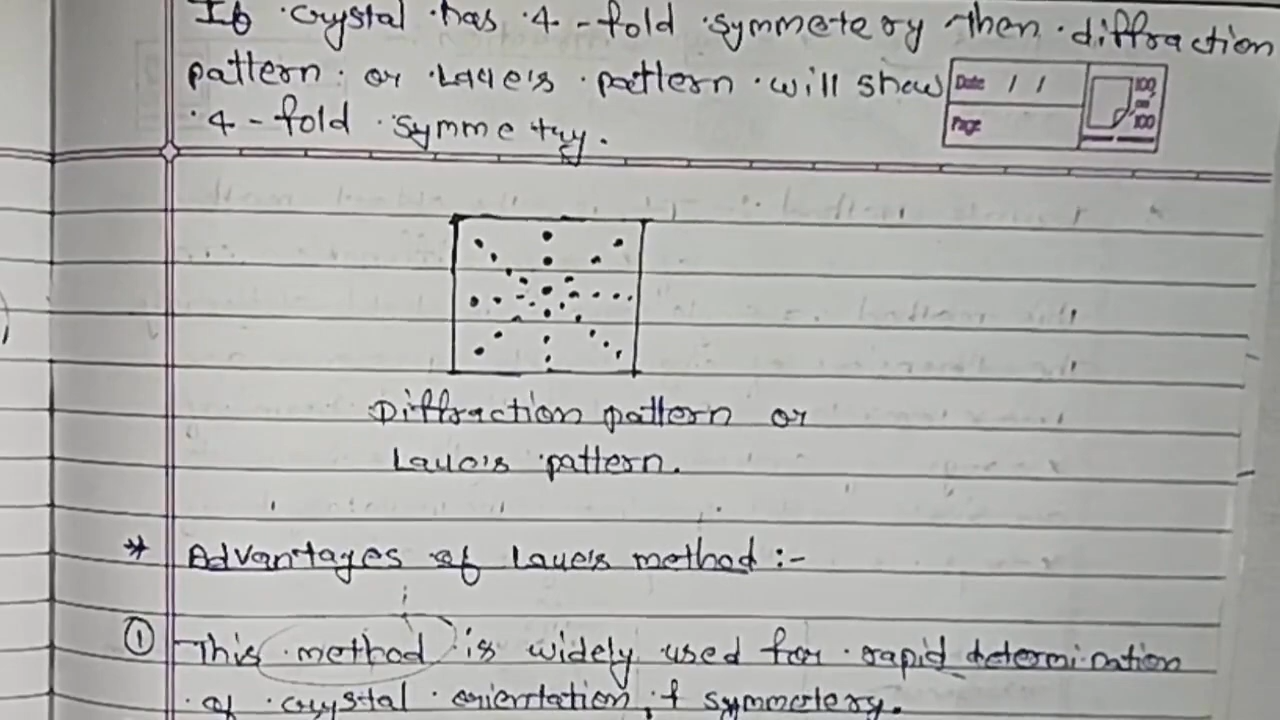 If crystal has 4-fold symmetery then diffraction
pattern or Laue's pattern will show
4-fold symmetry.
Date / /
Page
100
100
Diffraction pattern or
Laue's pattern.
* Advantages of Laue's method :-
① This method is widely used for rapid determination
of crystal orientation & symmetery.